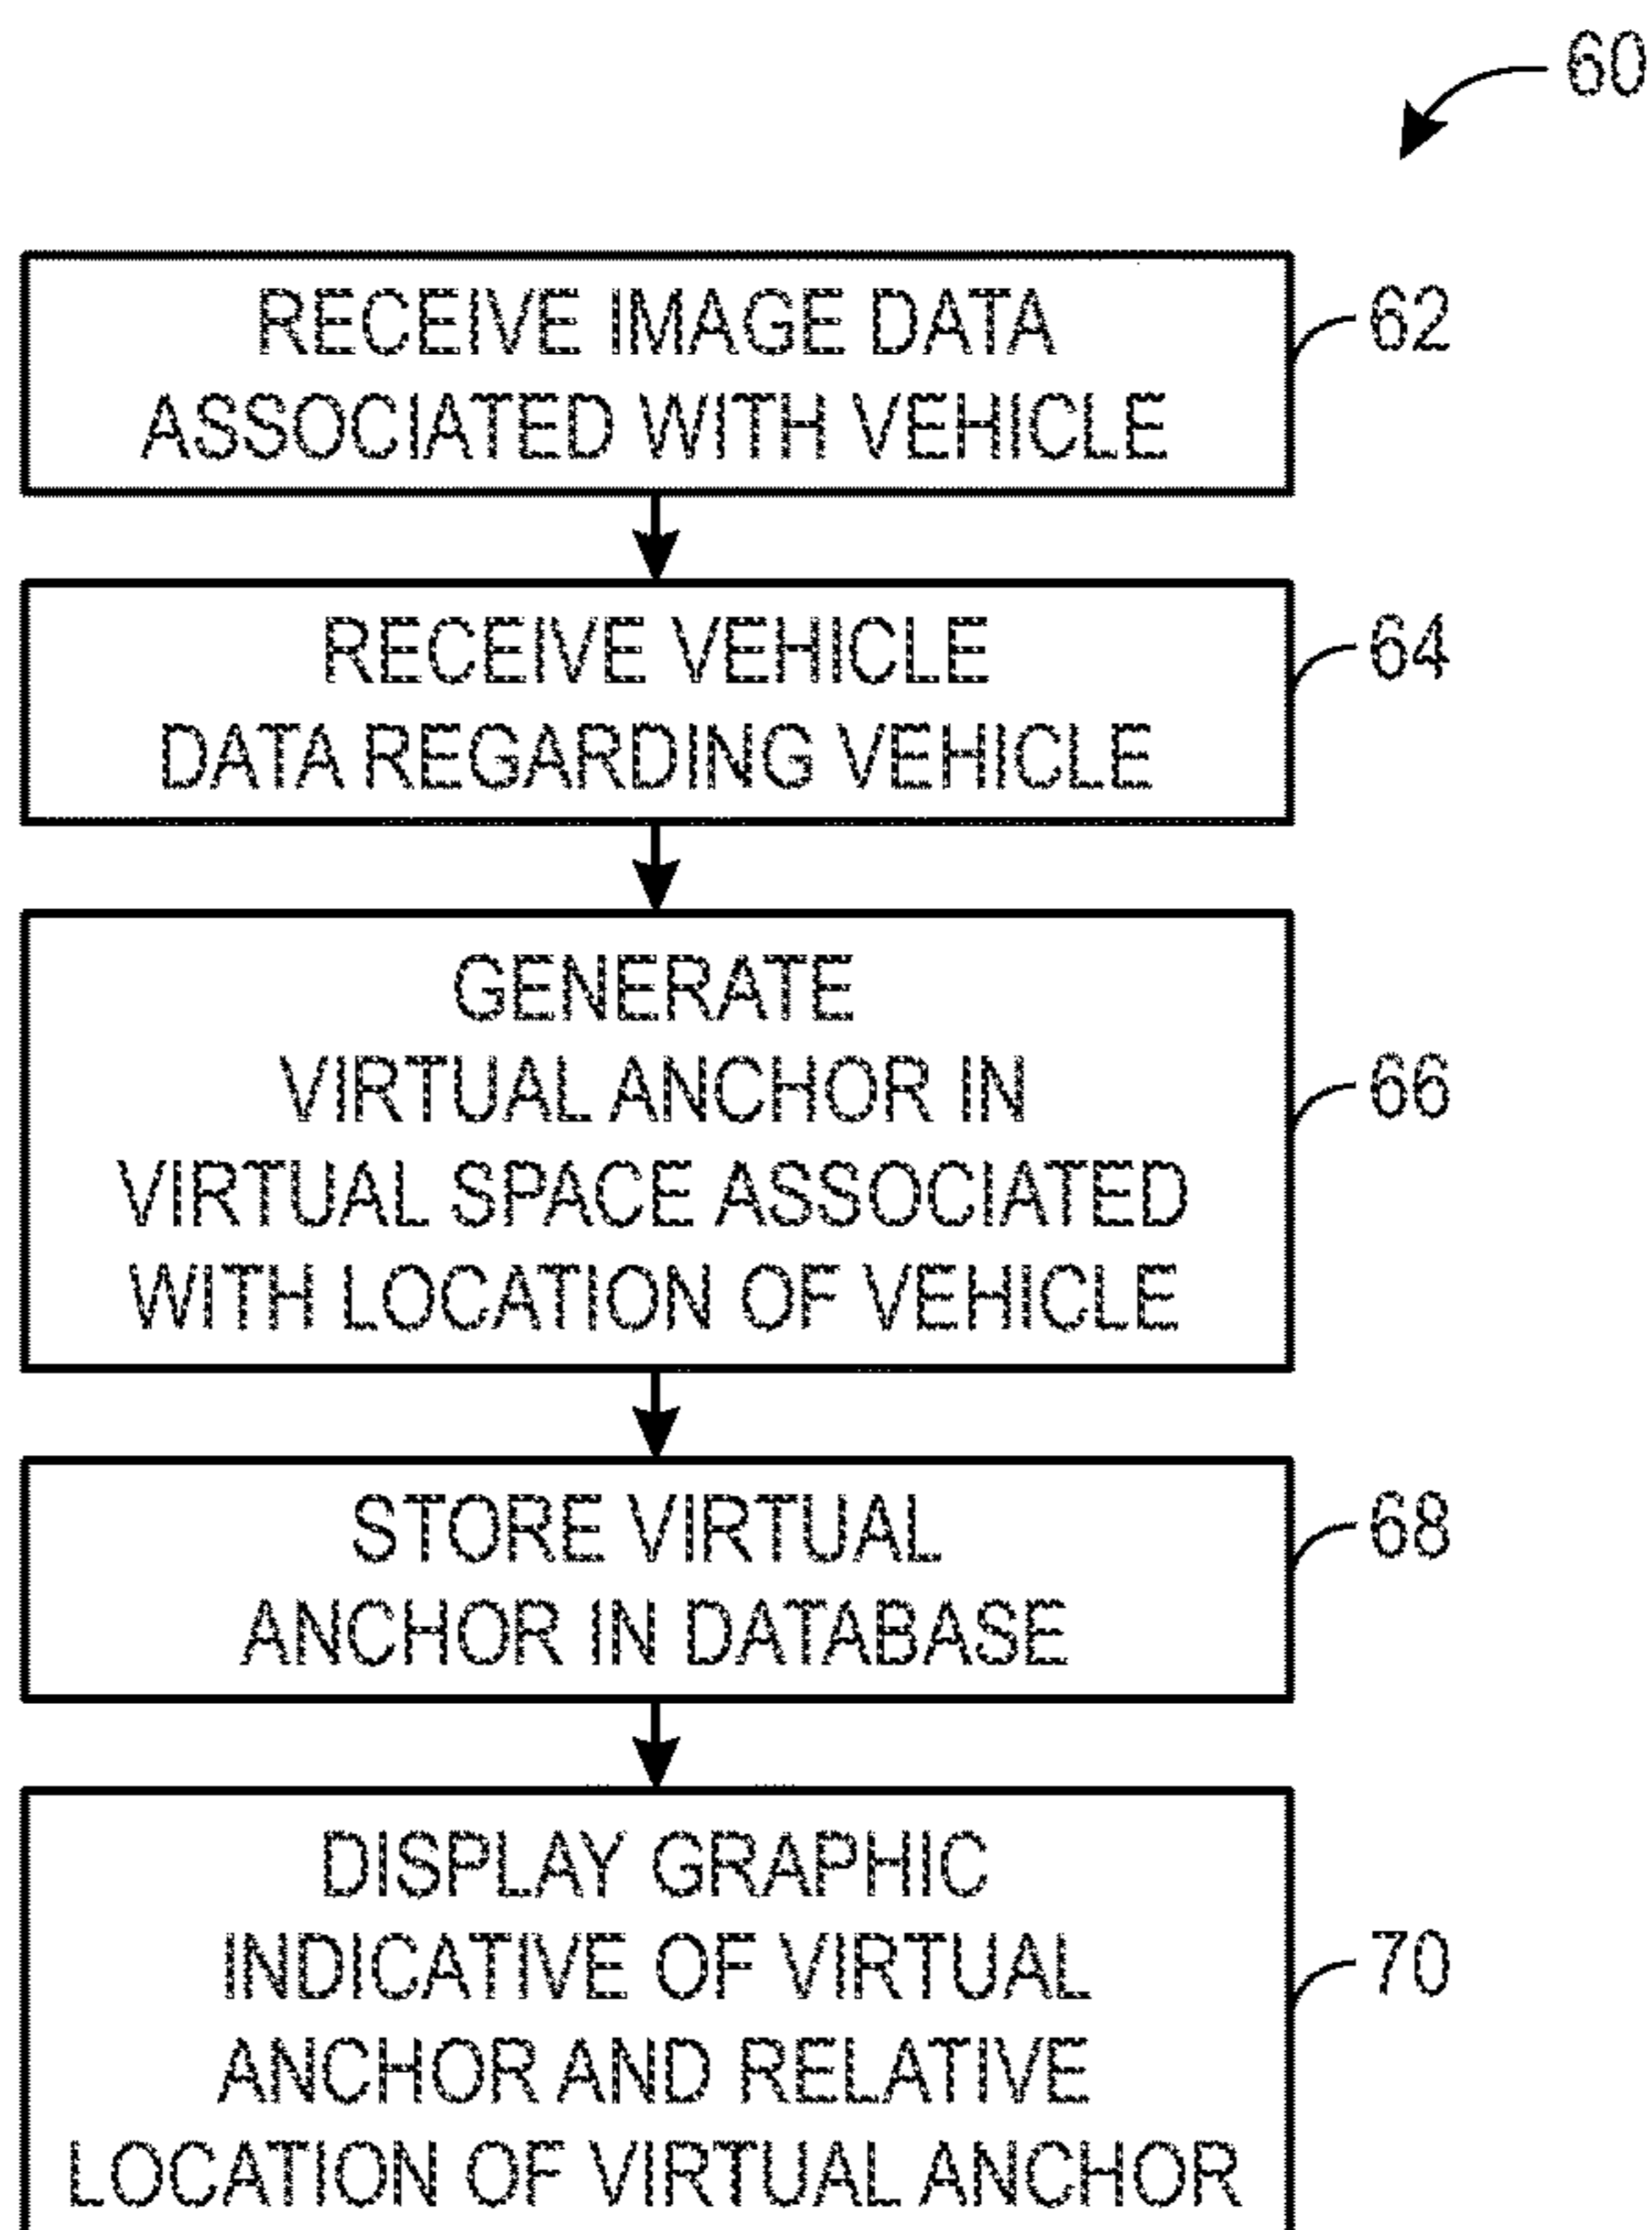 60
RECEIVE IMAGE DATA
ASSOCIATED WITH VEHICLE
62
RECEIVE VEHICLE
DATA REGARDING VEHICLE
64
GENERATE
VIRTUAL ANCHOR IN
VIRTUAL SPACE ASSOCIATED
WITH LOCATION OF VEHICLE
66
STORE VIRTUAL
ANCHOR IN DATABASE
68
DISPLAY GRAPHIC
INDICATIVE OF VIRTUAL
ANCHOR AND RELATIVE
LOCATION OF VIRTUAL ANCHOR
70